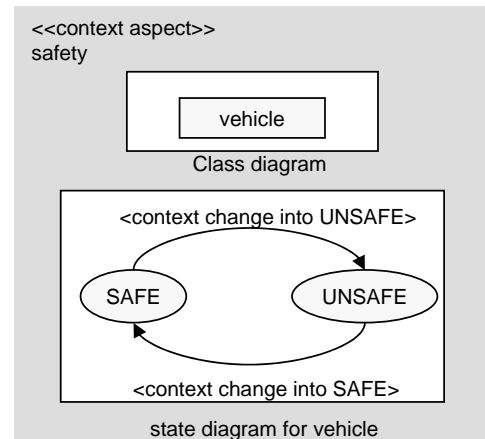 <<context aspect>>
safety
vehicle
Class diagram
<context change into UNSAFE>
SAFE
UNSAFE
<context change into SAFE>
state diagram for vehicle